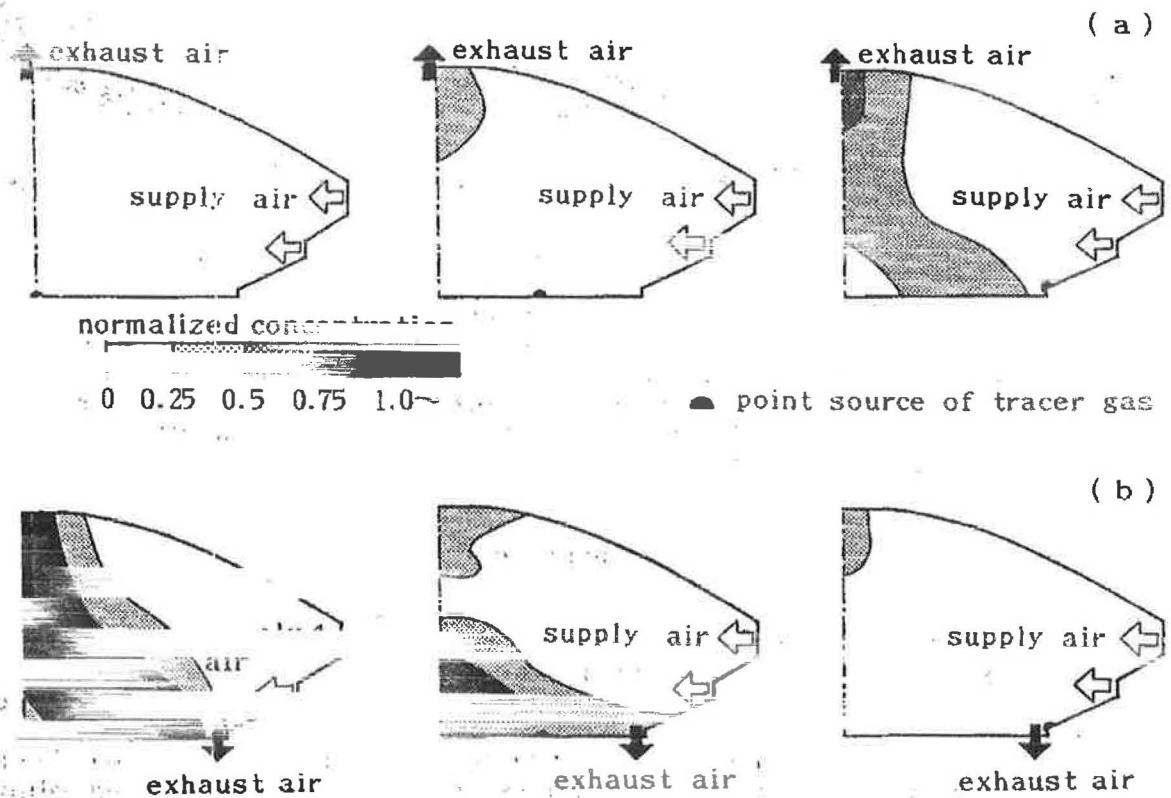 ( a )
exhaust air exhaust air exhaust air
supply air supply air supply air
normalized
0 0.25 0.5 0.75 1.0~
point source of tracer gas
( b )
air supply air supply air
exhaust air exhaust air exhaust air